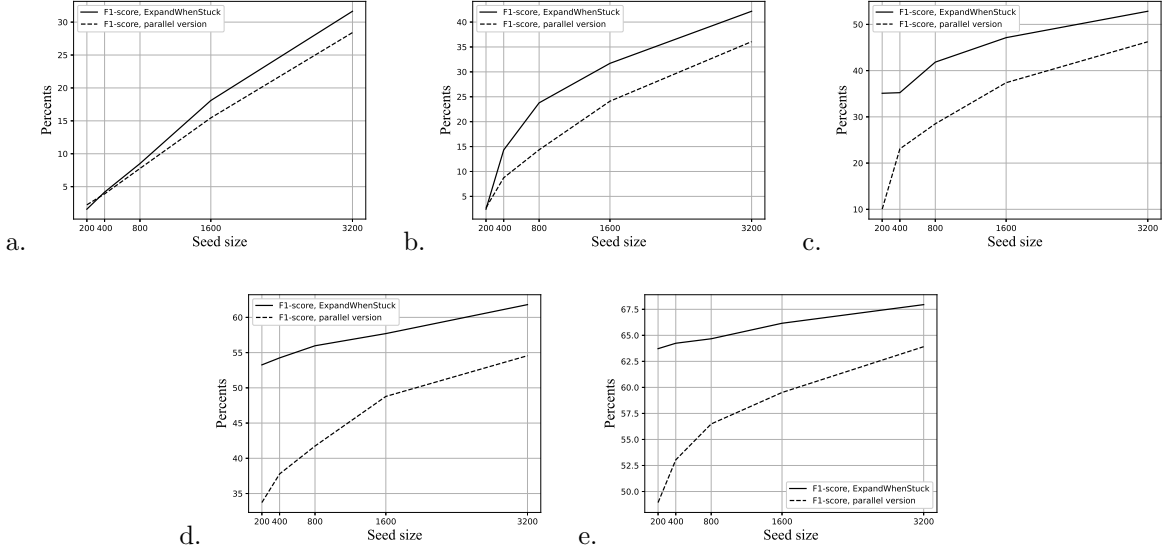 F1-score, ExpandWhenStuck
F1-score, parallel version
30
25
20
15
10
5
Percents
200 400 800 1600 3200
Seed size
a.
F1-score, ExpandWhenStuck
F1-score, parallel version
40
35
30
25
20
15
10
5
Percents
200 400 800 1600 3200
Seed size
b.
F1-score, ExpandWhenStuck
F1-score, parallel version
50
40
30
20
10
Percents
200 400 800 1600 3200
Seed size
c.
F1-score, ExpandWhenStuck
F1-score, parallel version
60
55
50
45
40
35
Percents
200 400 800 1600 3200
Seed size
d.
67.5
65.0
62.5
60.0
57.5
55.0
52.5
50.0
Percents
F1-score, ExpandWhenStuck
F1-score, parallel version
200 400 800 1600 3200
Seed size
e.